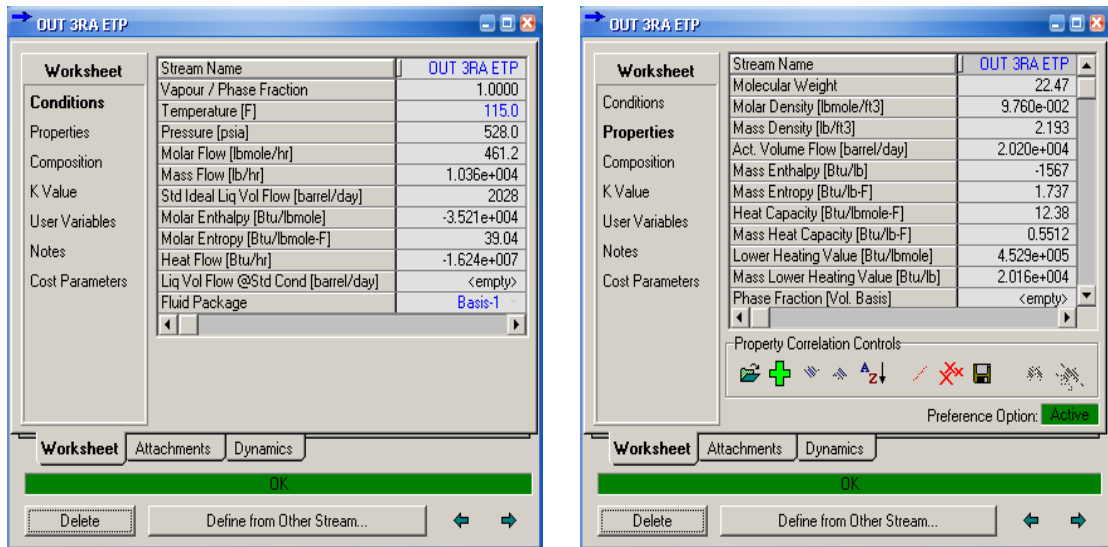 OUT 3RA ETP
Worksheet
Conditions
Properties
Composition
K Value
User Variables
Notes
Cost Parameters
Stream Name OUT 3RA ETP
Vapour / Phase Fraction 1.0000
Temperature [F] 115.0
Pressure [psia] 528.0
Molar Flow [lbmole/hr] 461.2
Mass Flow [lb/hr] 1.036e+004
Std Ideal Liq Vol Flow [barrel/day] 2028
Molar Enthalpy [Btu/lbmole] -3.521e+004
Molar Entropy [Btu/lbmole-F] 39.04
Heat Flow [Btu/hr] -1.624e+007
Liq Vol Flow @Std Cond [barrel/day] <empty>
Fluid Package Basis-1
Worksheet Attachments Dynamics
OK
Delete Define from Other Stream...
OUT 3RA ETP
Worksheet
Conditions
Properties
Composition
K Value
User Variables
Notes
Cost Parameters
Stream Name OUT 3RA ETP
Molecular Weight 22.47
Molar Density [lbmole/ft3] 9.760e-002
Mass Density [lb/ft3] 2.193
Act. Volume Flow [barrel/day] 2.020e+004
Mass Enthalpy [Btu/lb] -1567
Mass Entropy [Btu/lb-F] 1.737
Heat Capacity [Btu/lbmole-F] 12.38
Mass Heat Capacity [Btu/lb-F] 0.5512
Lower Heating Value [Btu/lbmole] 4.529e+005
Mass Lower Heating Value [Btu/lb] 2.016e+004
Phase Fraction [Vol. Basis] <empty>
Property Correlation Controls
AZ
Preference Option: Active
Worksheet Attachments Dynamics
OK
Delete Define from Other Stream...